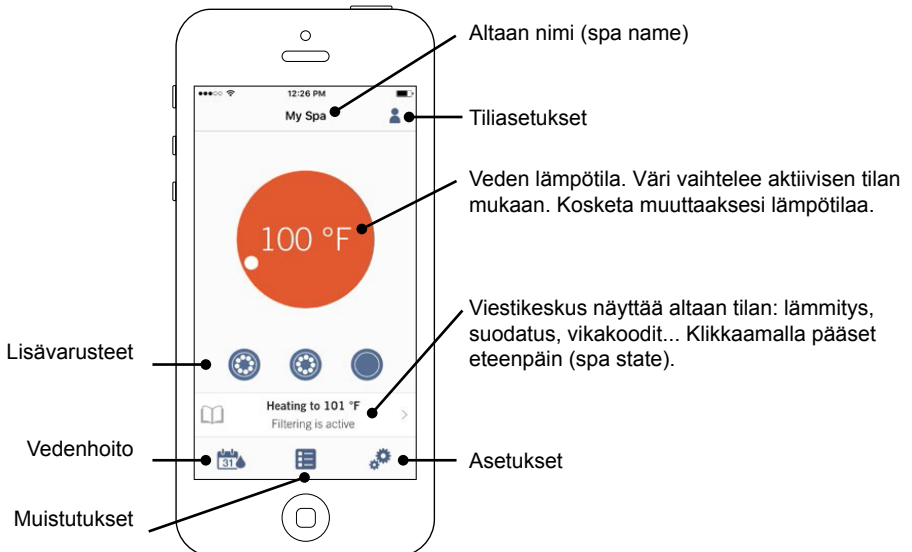 Altaan nimi (spa name)
12:26 PM
My Spa
Tiliasetukset
Veden lämpötila. Väri vaihtelee aktiivisen tilan
mukaan. Kosketa muuttaaksesi lämpötilaa.
100 °F
Viestikeskus näyttää altaan tilan: lämmitys,
suodatus, vikakoodit... Klikkaamalla pääset
eteenpäin (spa state).
Lisävarusteet
Heating to 101 °F
Filtering is active
Vedenhoito
31
Asetukset
Muistutukset